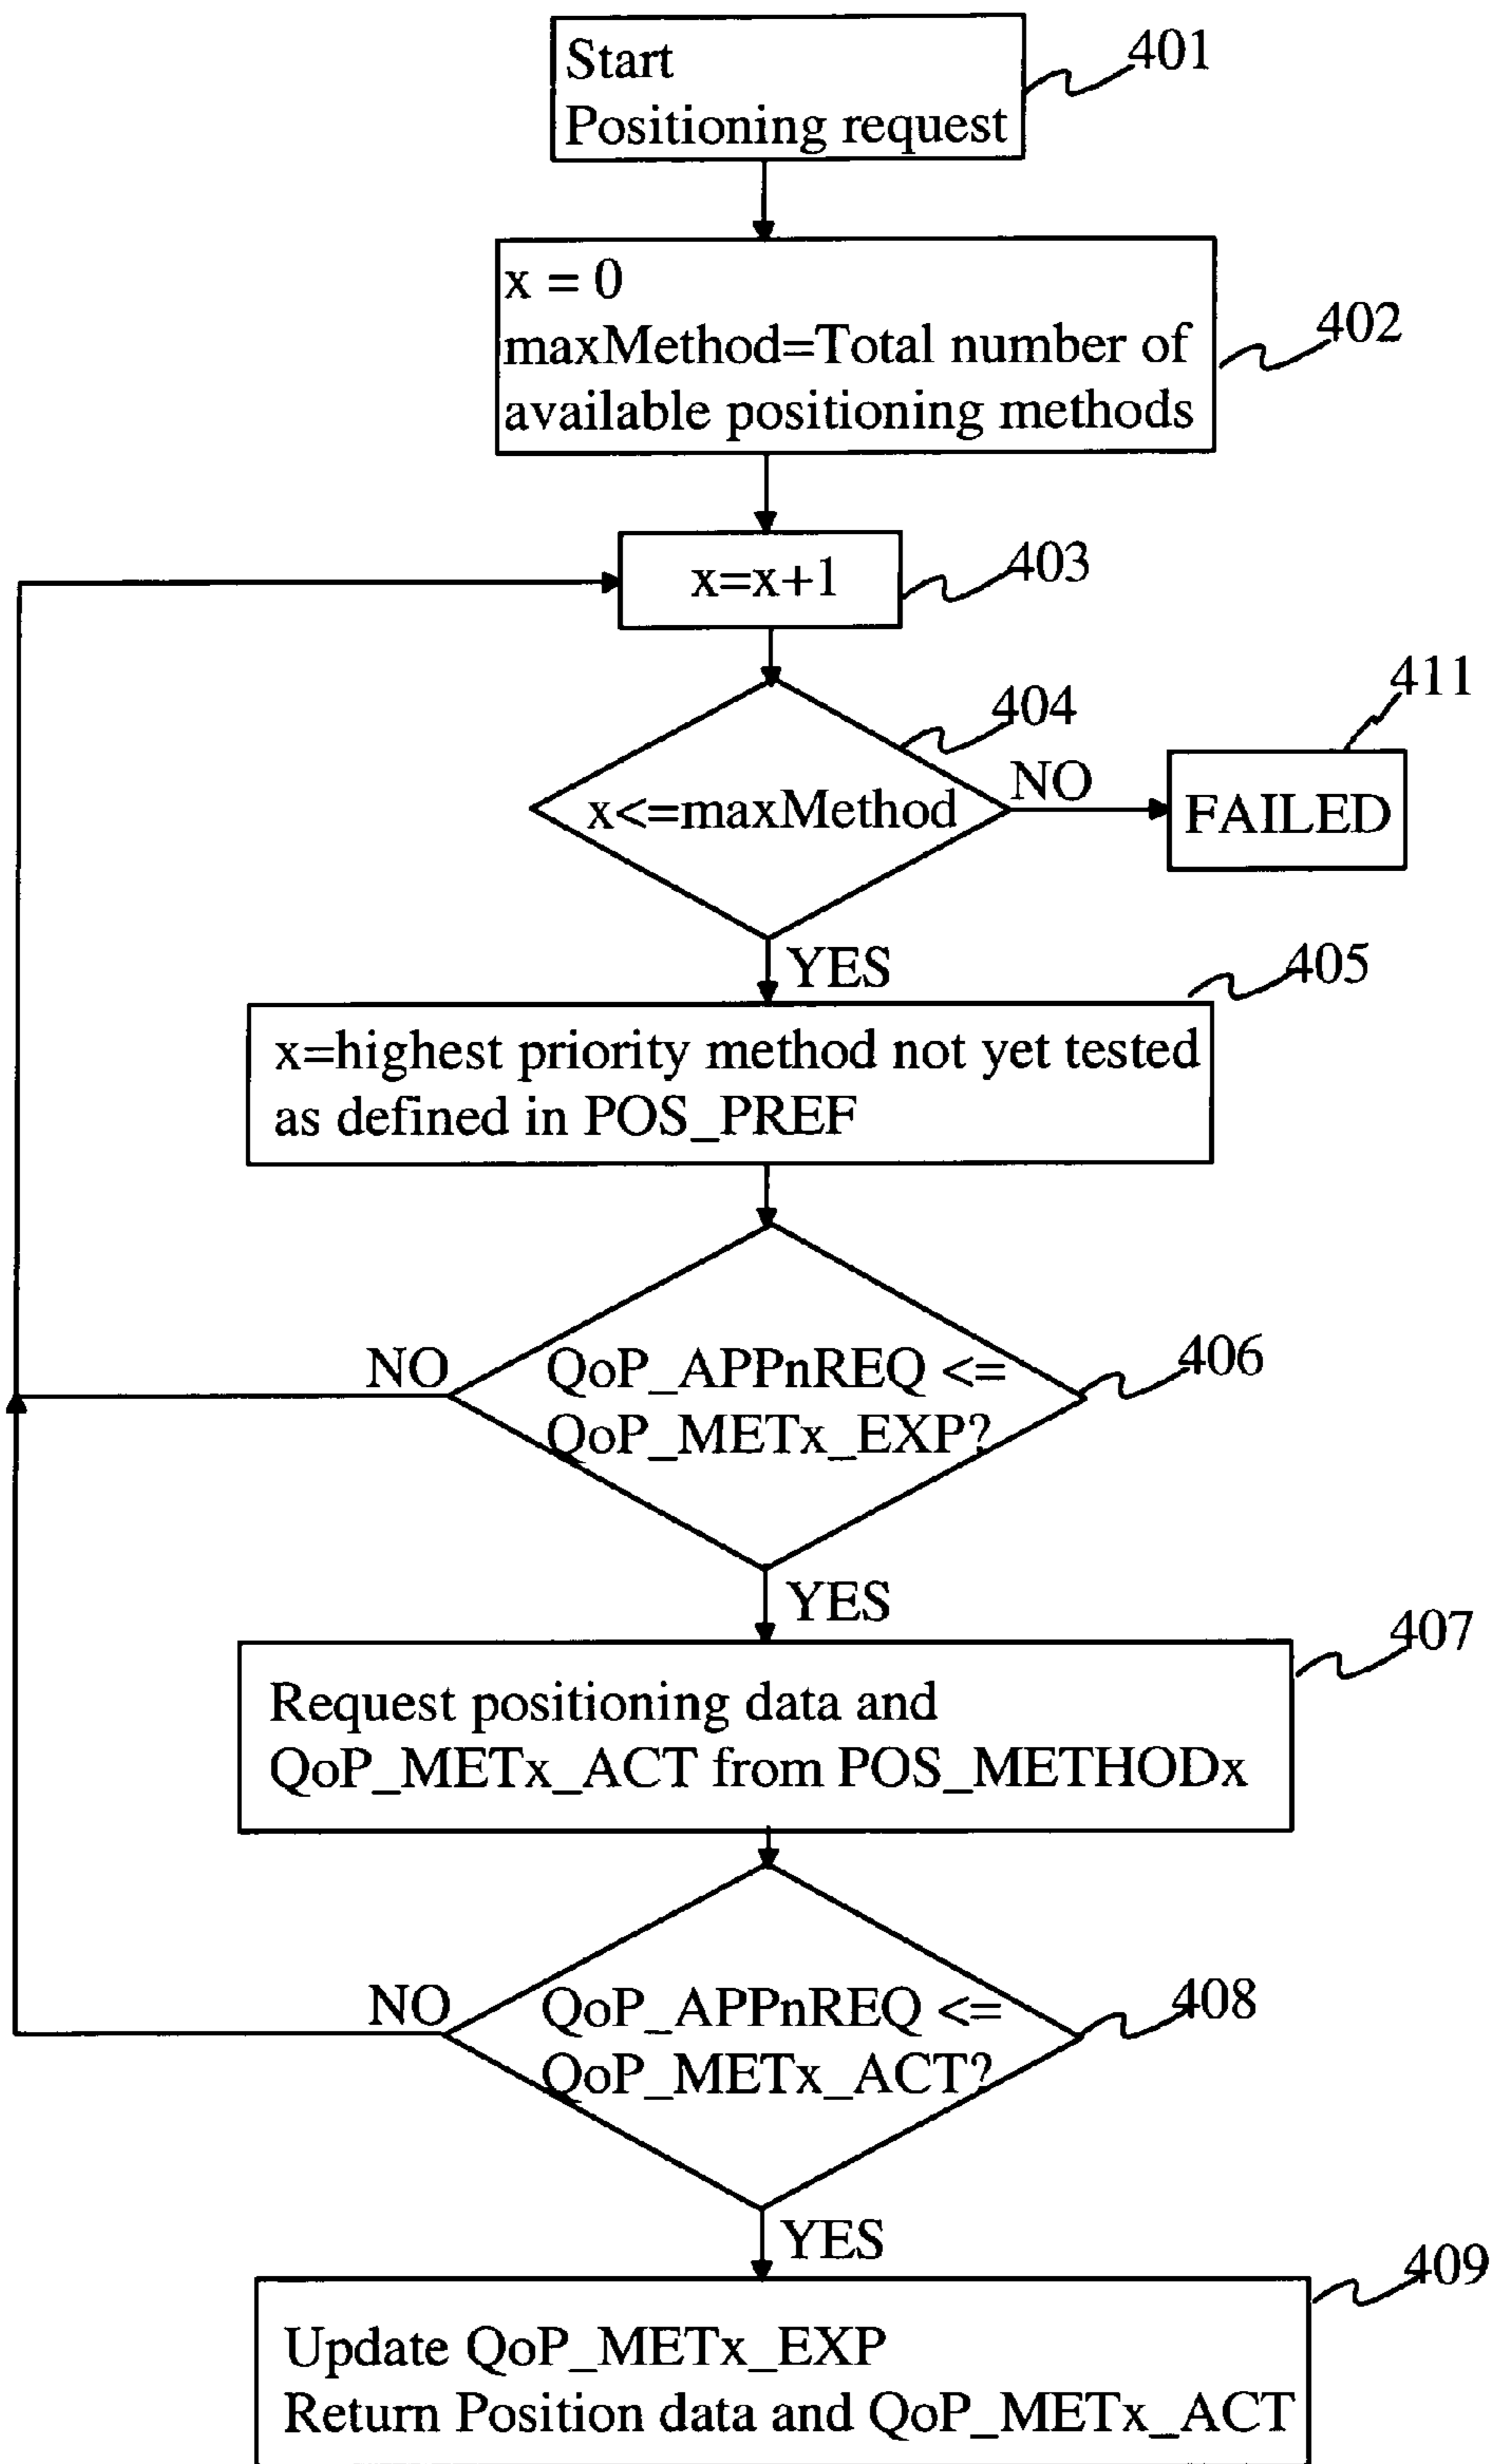 Start
Positioning request
401
x = 0
maxMethod=Total number of
available positioning methods
402
x=x+1
403
404
411
x<=maxMethod
NO
FAILED
YES
405
x=highest priority method not yet tested
as defined in POS_PREF
NO
QoP_APPnREQ <=
QoP_METx_EXP?
406
YES
407
Request positioning data and
QoP_METx_ACT from POS_METHODx
NO
QoP_APPnREQ <=
QoP_METx_ACT?
408
YES
409
Update QoP_METx_EXP
Return Position data and QoP_METx_ACT